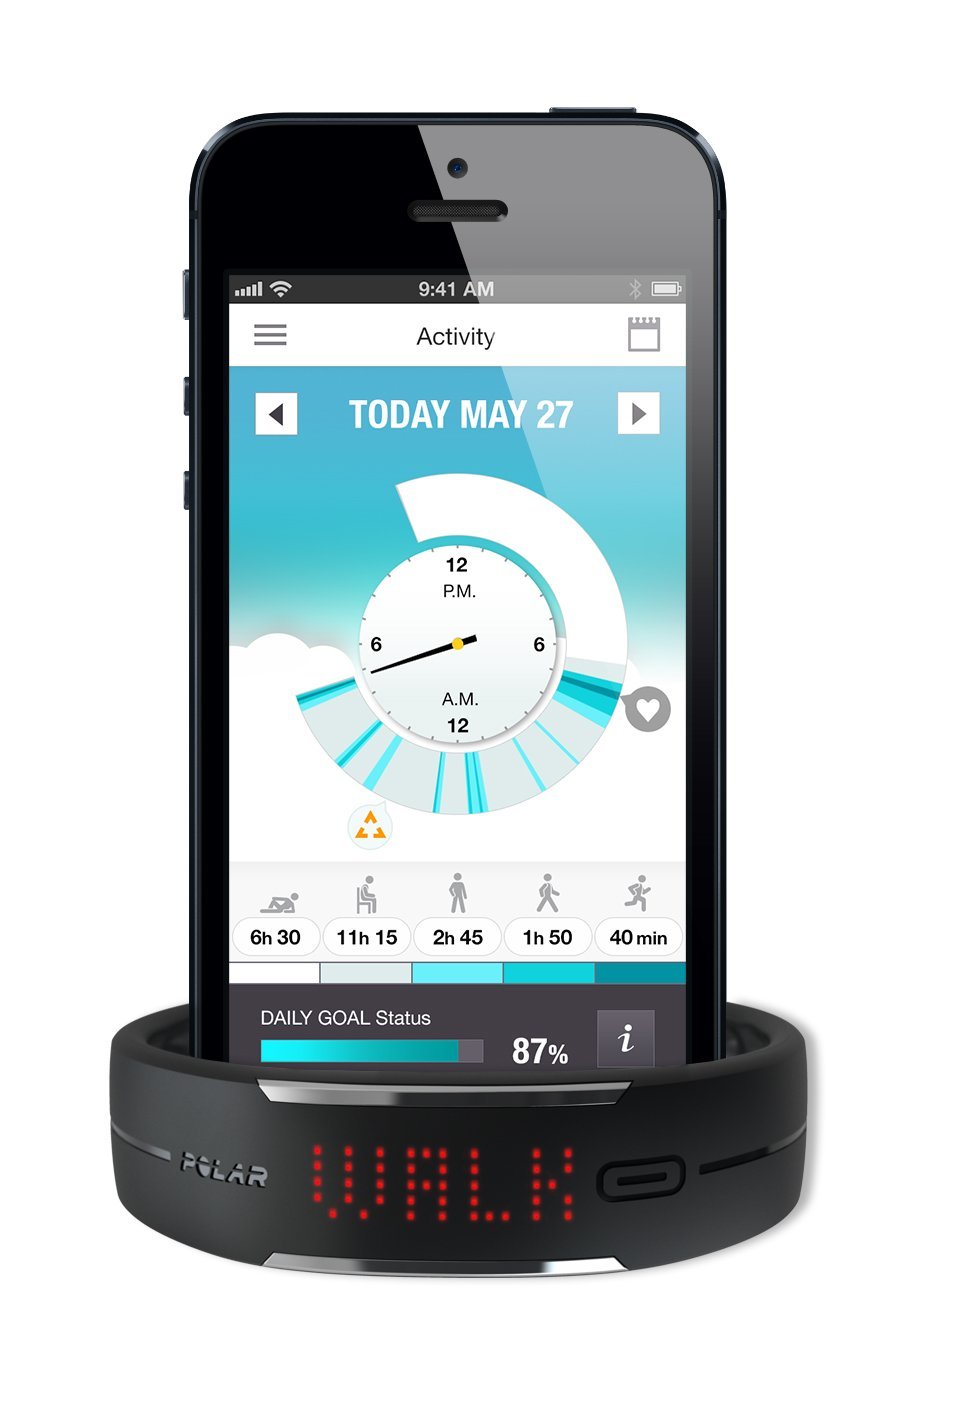 9:41 AM
Activity
TODAY MAY 27
12
P.M.
6
6
A.M.
12
6h 30
11h 15
2h 45
1h 50
40 min
DAILY GOAL Status
87%
i
POLAR
WALK